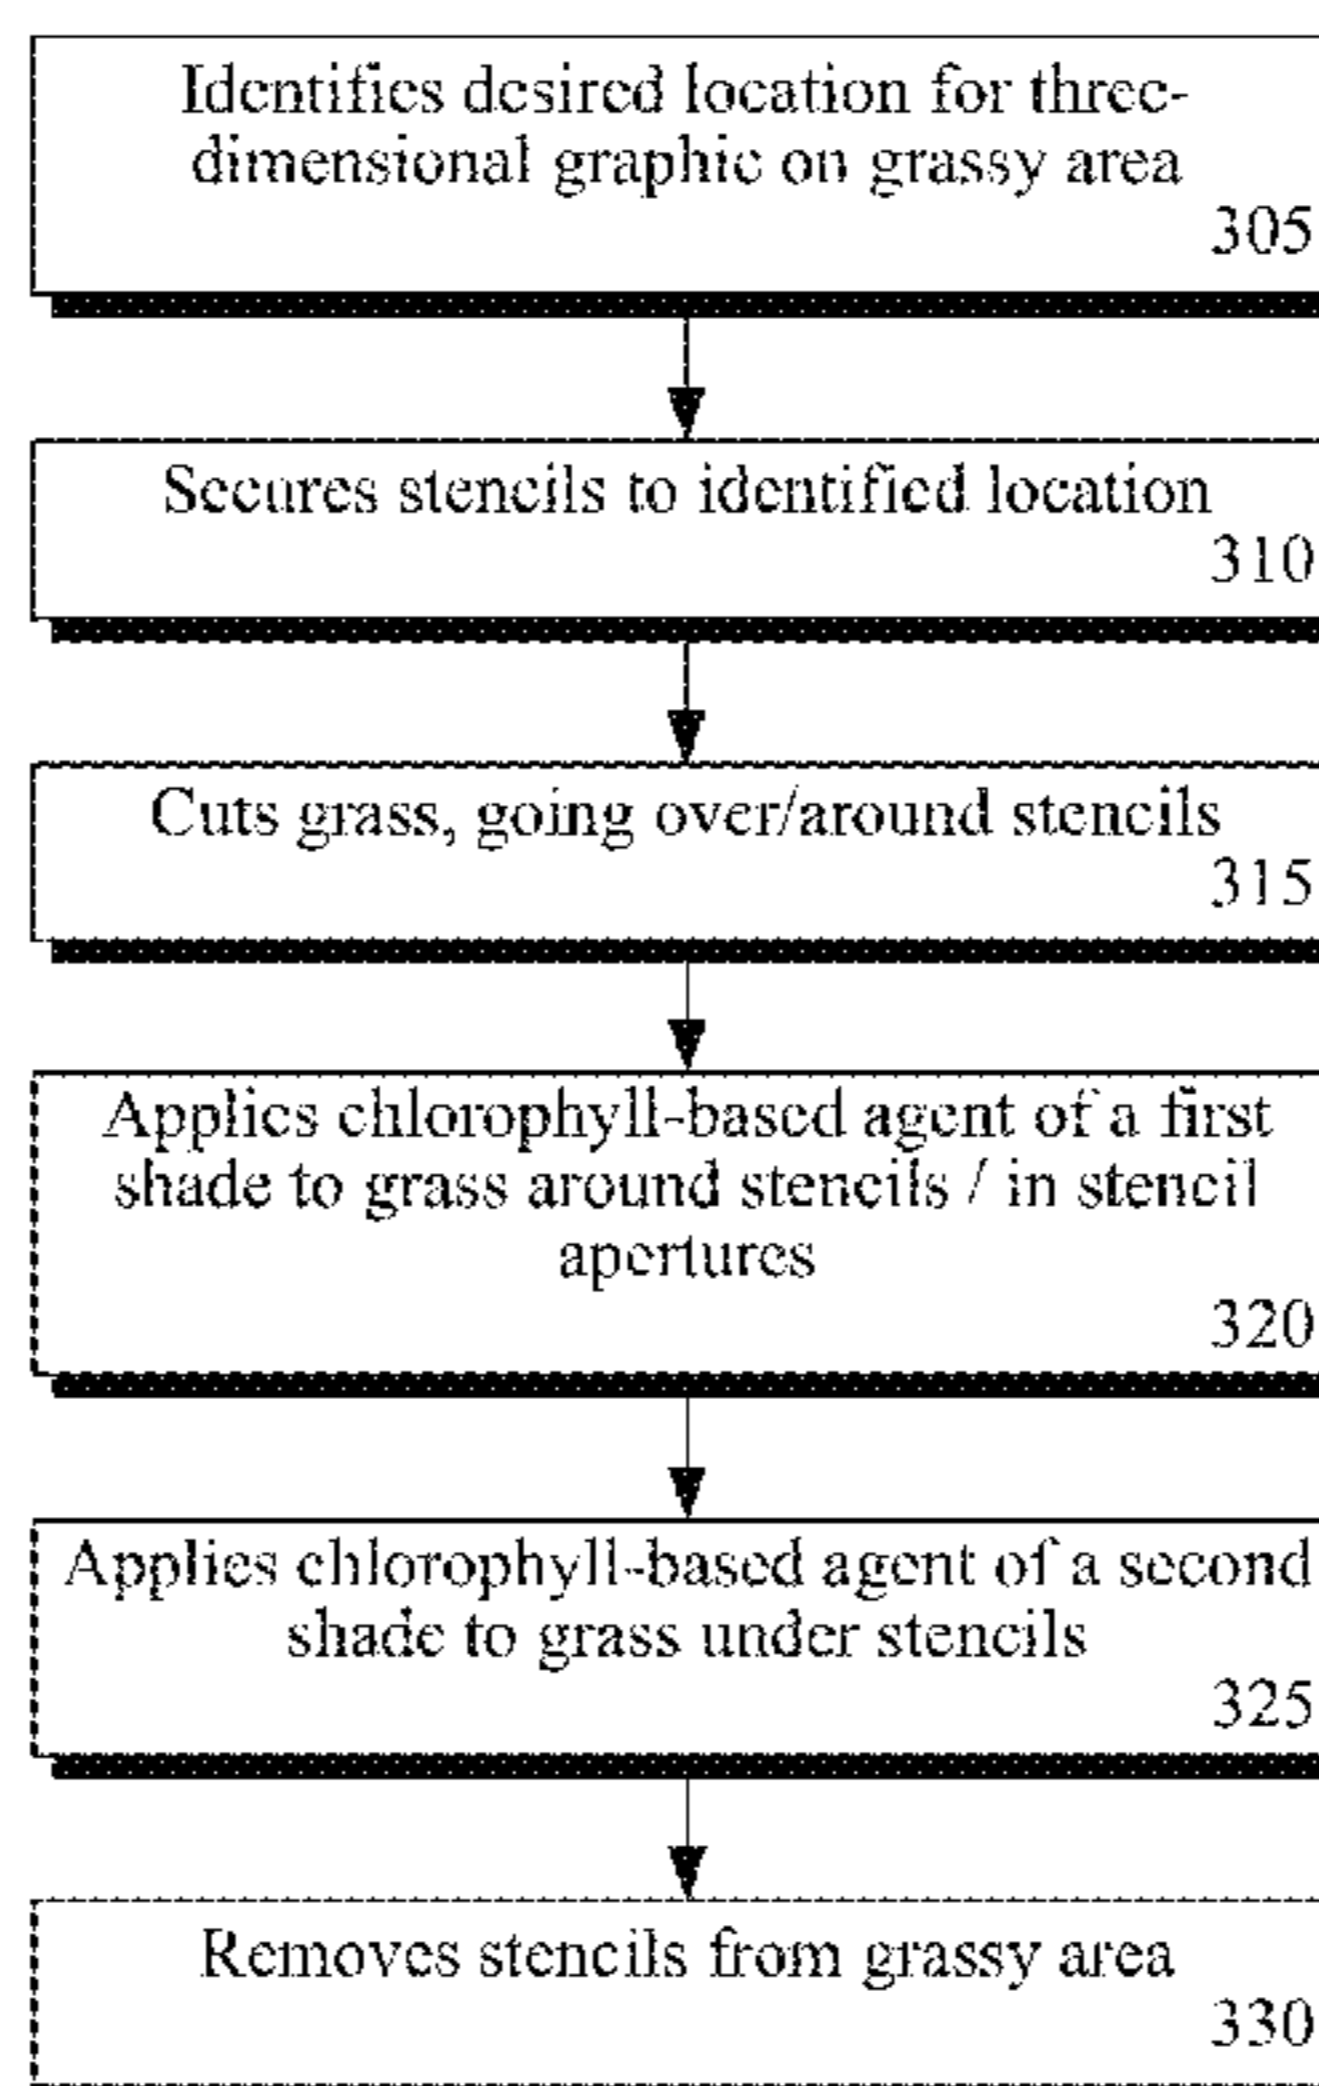 Identifies desired location for three-
dimensional graphic on grassy area
305
Secures stencils to identified location
310
Cuts grass, going over/around stencils
315
Applies chlorophyll-based agent of a first
shade to grass around stencils / in stencil
apertures
320
Applies chlorophyll-based agent of a second
shade to grass under stencils
325
Removes stencils from grassy area
330